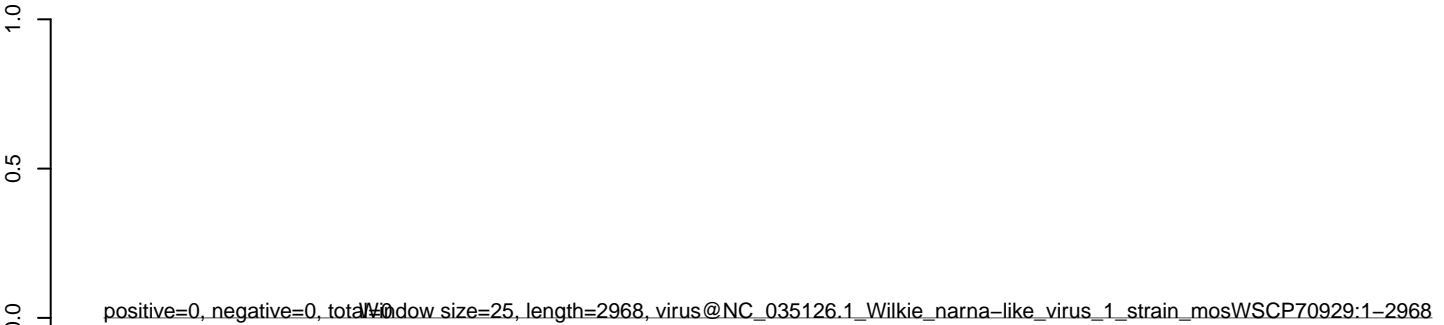 1.0
0.5
0.0
positive=0, negative=0, total=0
Window size=25, length=2968, virus@NC_035126.1_Wilkie_narna−like_virus_1_strain_mosWSCP70929:1−2968